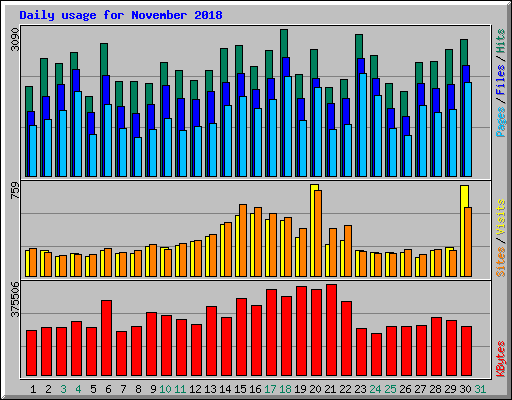 Daily usage for November 2018
3090
Pages / Files / Hits
759
Sites / Visits
375506
KBytes
1 2 3 4 5 6 7 8 9 10 11 12 13 14 15 16 17 18 19 20 21 22 23 24 25 26 27 28 29 30 31